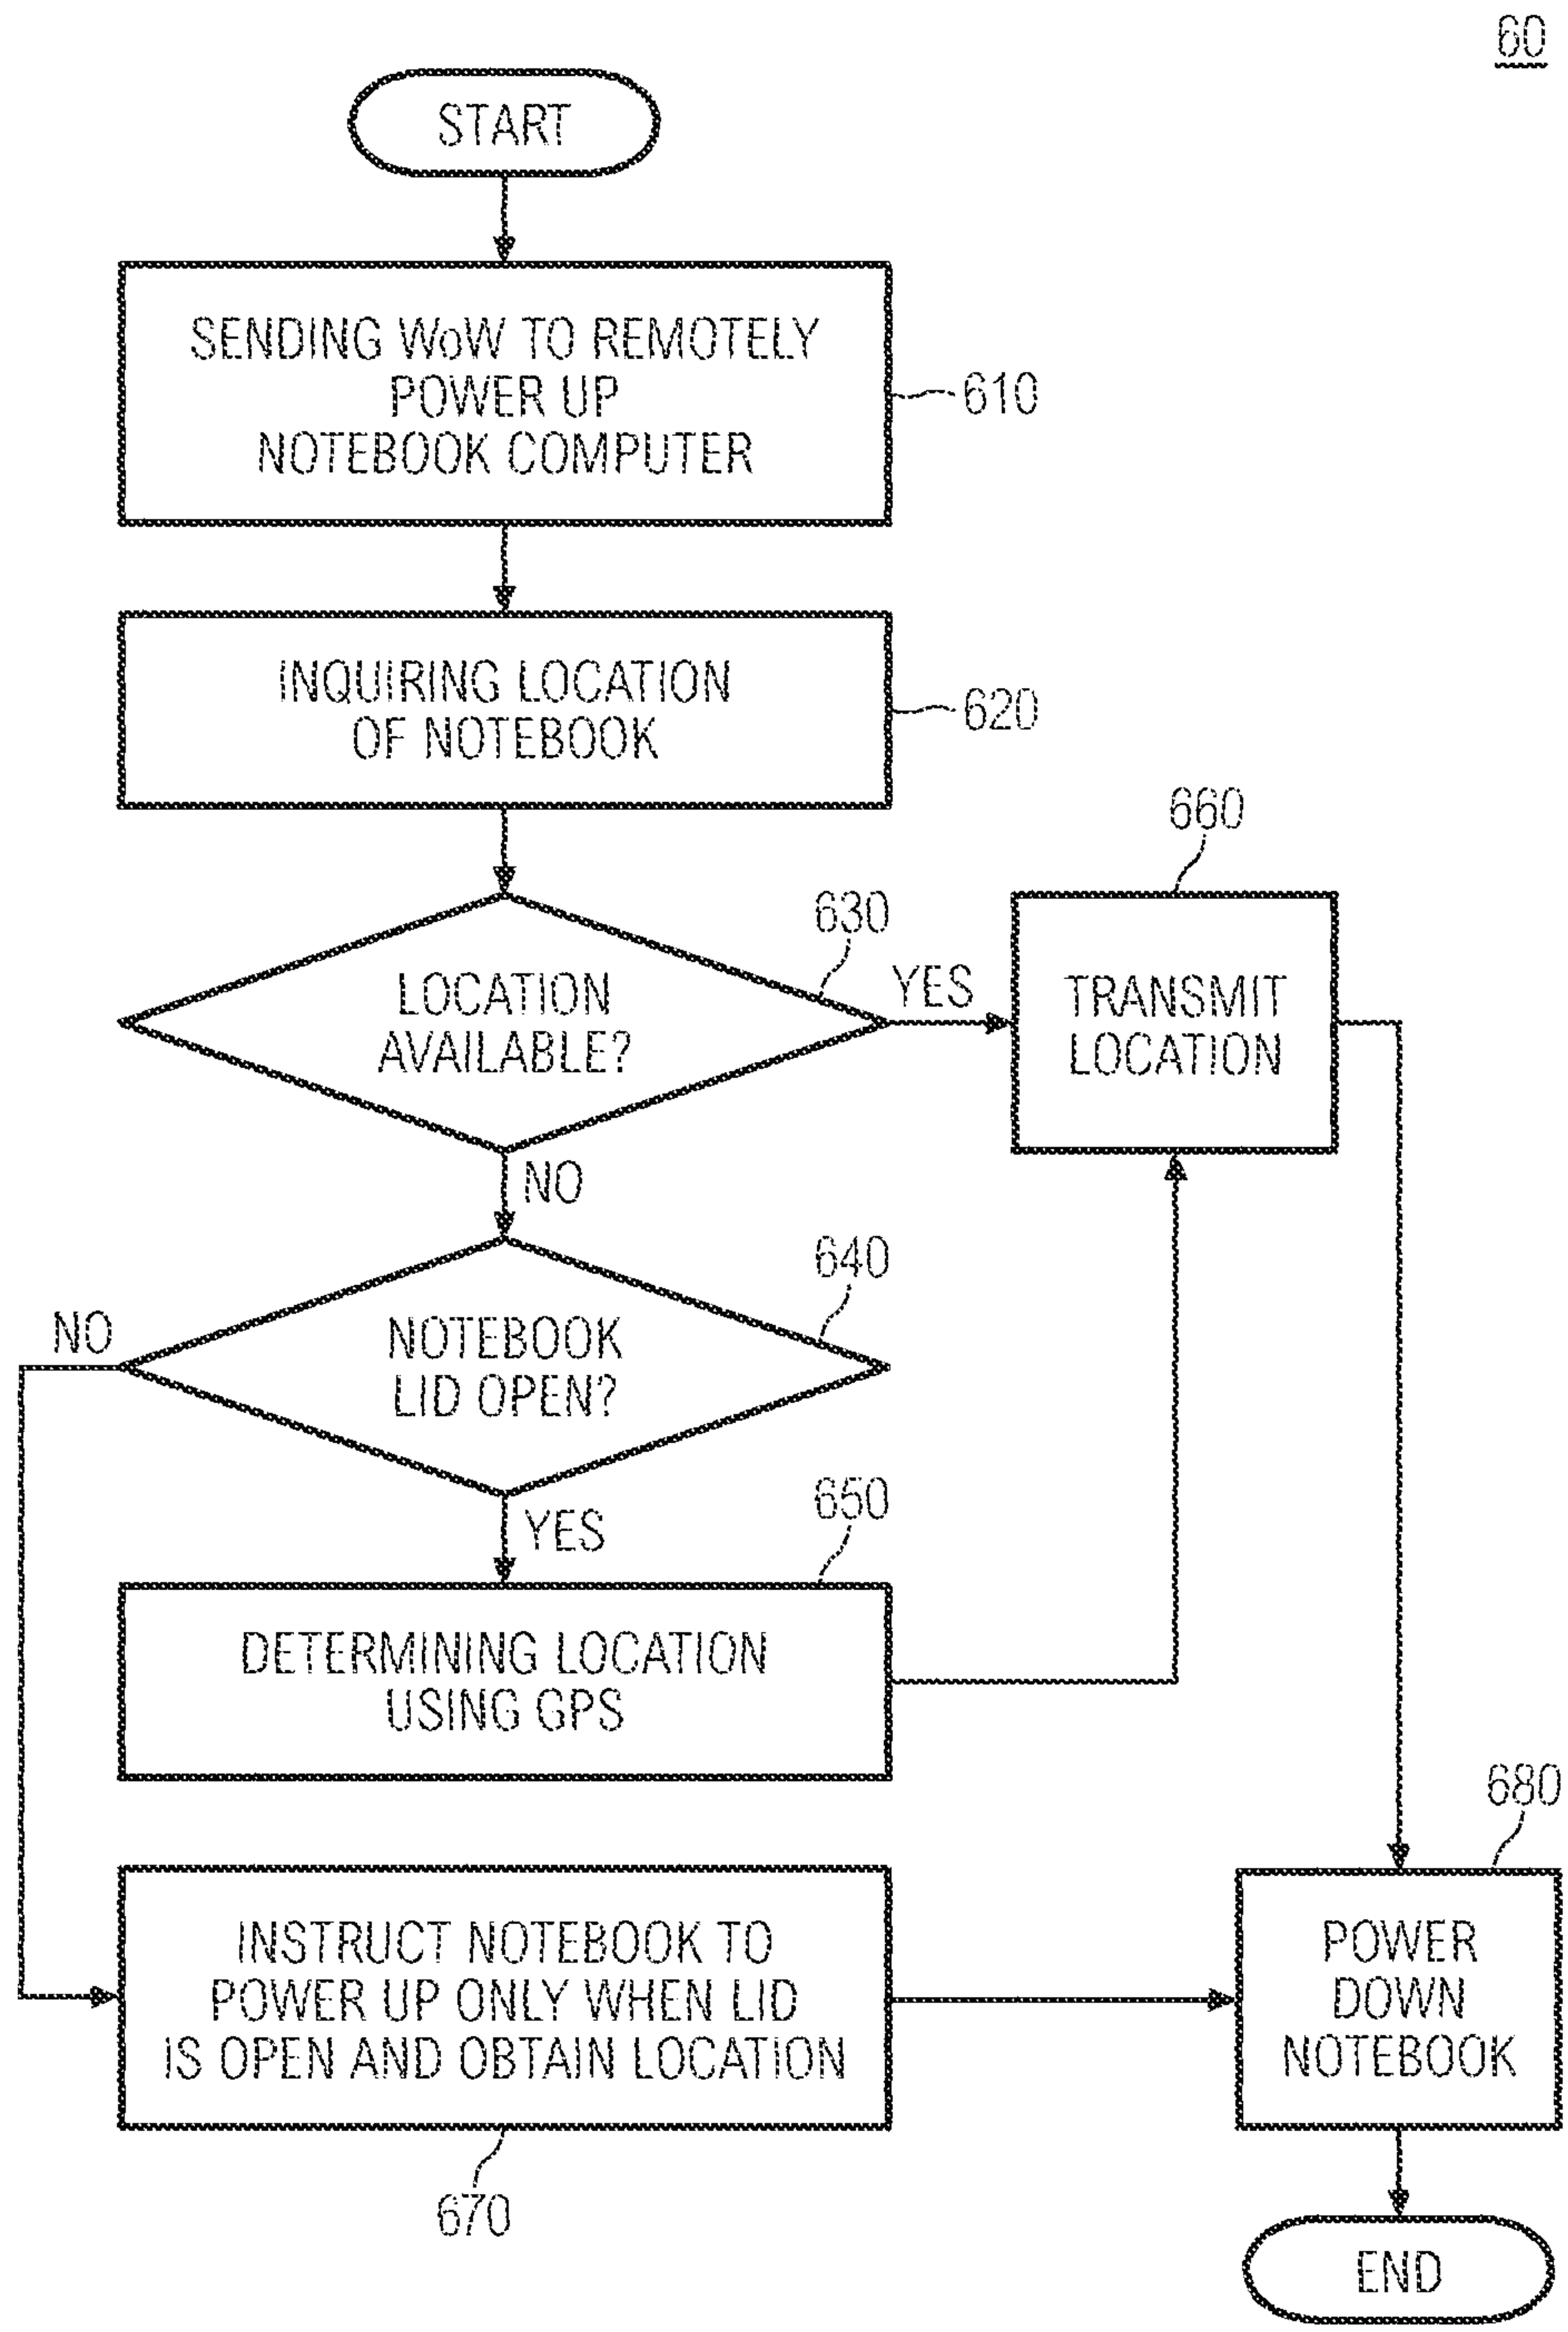 60
START
SENDING WoW TO REMOTELY
POWER UP
NOTEBOOK COMPUTER
610
INQUIRING LOCATION
OF NOTEBOOK
620
660
630
LOCATION
AVAILABLE?
YES
TRANSMIT
LOCATION
NO
640
NOTEBOOK
LID OPEN?
NO
YES
650
DETERMINING LOCATION
USING GPS
680
INSTRUCT NOTEBOOK TO
POWER UP ONLY WHEN LID
IS OPEN AND OBTAIN LOCATION
670
POWER
DOWN
NOTEBOOK
END